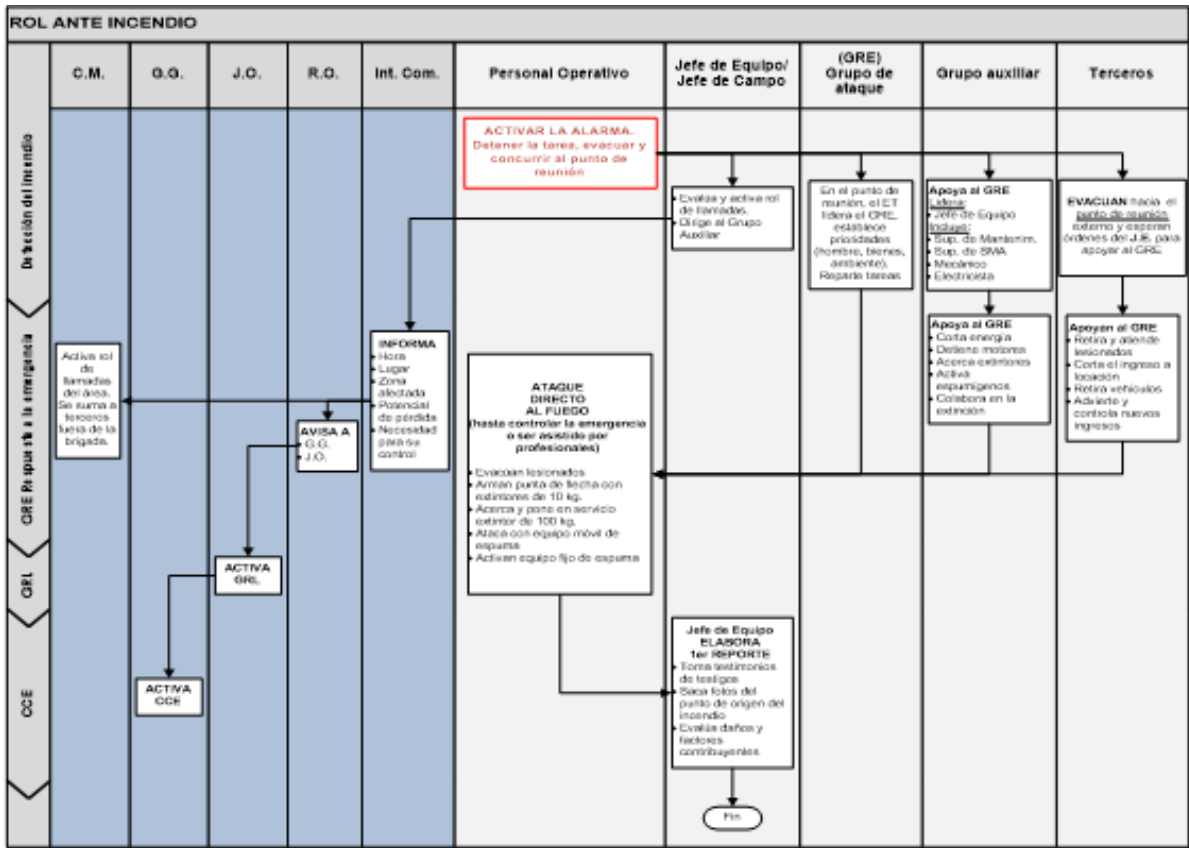 ROL ANTE INCENDIO
C.M.
G.G.
J.O.
R.O.
Int. Com.
Personal Operativo
Jefe de Equipo/
Jefe de Campo
(GRE)
Grupo de
ataque
Grupo auxiliar
Terceros
Detección del incendio
GRE Respuesta a la emergencia
GRL
CCE
ACTIVAR LA ALARMA.
Detener la tarea, evacuar y
concurrir al punto de
reunión
• Evalúa y activa rol
de llamadas.
• Dirige al Grupo
Auxiliar
En el punto de
reunión, el ET
lidera el GRE,
establece
prioridades
(hombre, bienes,
ambiente).
Reparte tareas
Apoya al GRE
Lidera:
• Jefe de Equipo
Incluye:
• Sup. de Mantenim.
• Sup. de SMA
• Mecánico
• Electricista
EVACUAN hacia el
punto de reunión
externo y esperan
órdenes del J.E. para
apoyar al GRE.
Activa rol
de
llamadas
del área.
Se suma a
terceros
fuera de la
brigada.
AVISA A
• G.G.
• J.O.
INFORMA
• Hora
• Lugar
• Zona
afectada
• Potencial
de pérdida
• Necesidad
para su
control
ATAQUE
DIRECTO
AL FUEGO
(hasta controlar la emergencia
o ser asistido por
profesionales)
• Evacúan lesionados
• Arman punta de flecha con
extintores de 10 kg.
• Acerca y pone en servicio
extintor de 100 kg.
• Ataca con equipo móvil de
espuma
• Activan equipo fijo de espuma
Apoya al GRE
• Corta energía
• Detiene motores
• Acerca extintores
• Activa
espumígenos
• Colabora en la
extinción
Apoyan al GRE
• Retira y atiende
lesionados
• Corta el ingreso a
locación
• Retira vehículos
• Advierte y
controla nuevos
ingresos
ACTIVA
GRL
ACTIVA
CCE
Jefe de Equipo
ELABORA
1er REPORTE
• Toma testimonios
de testigos
• Saca fotos del
punto de origen del
incendio
• Evalúa daños y
factores
contribuyentes
Fin